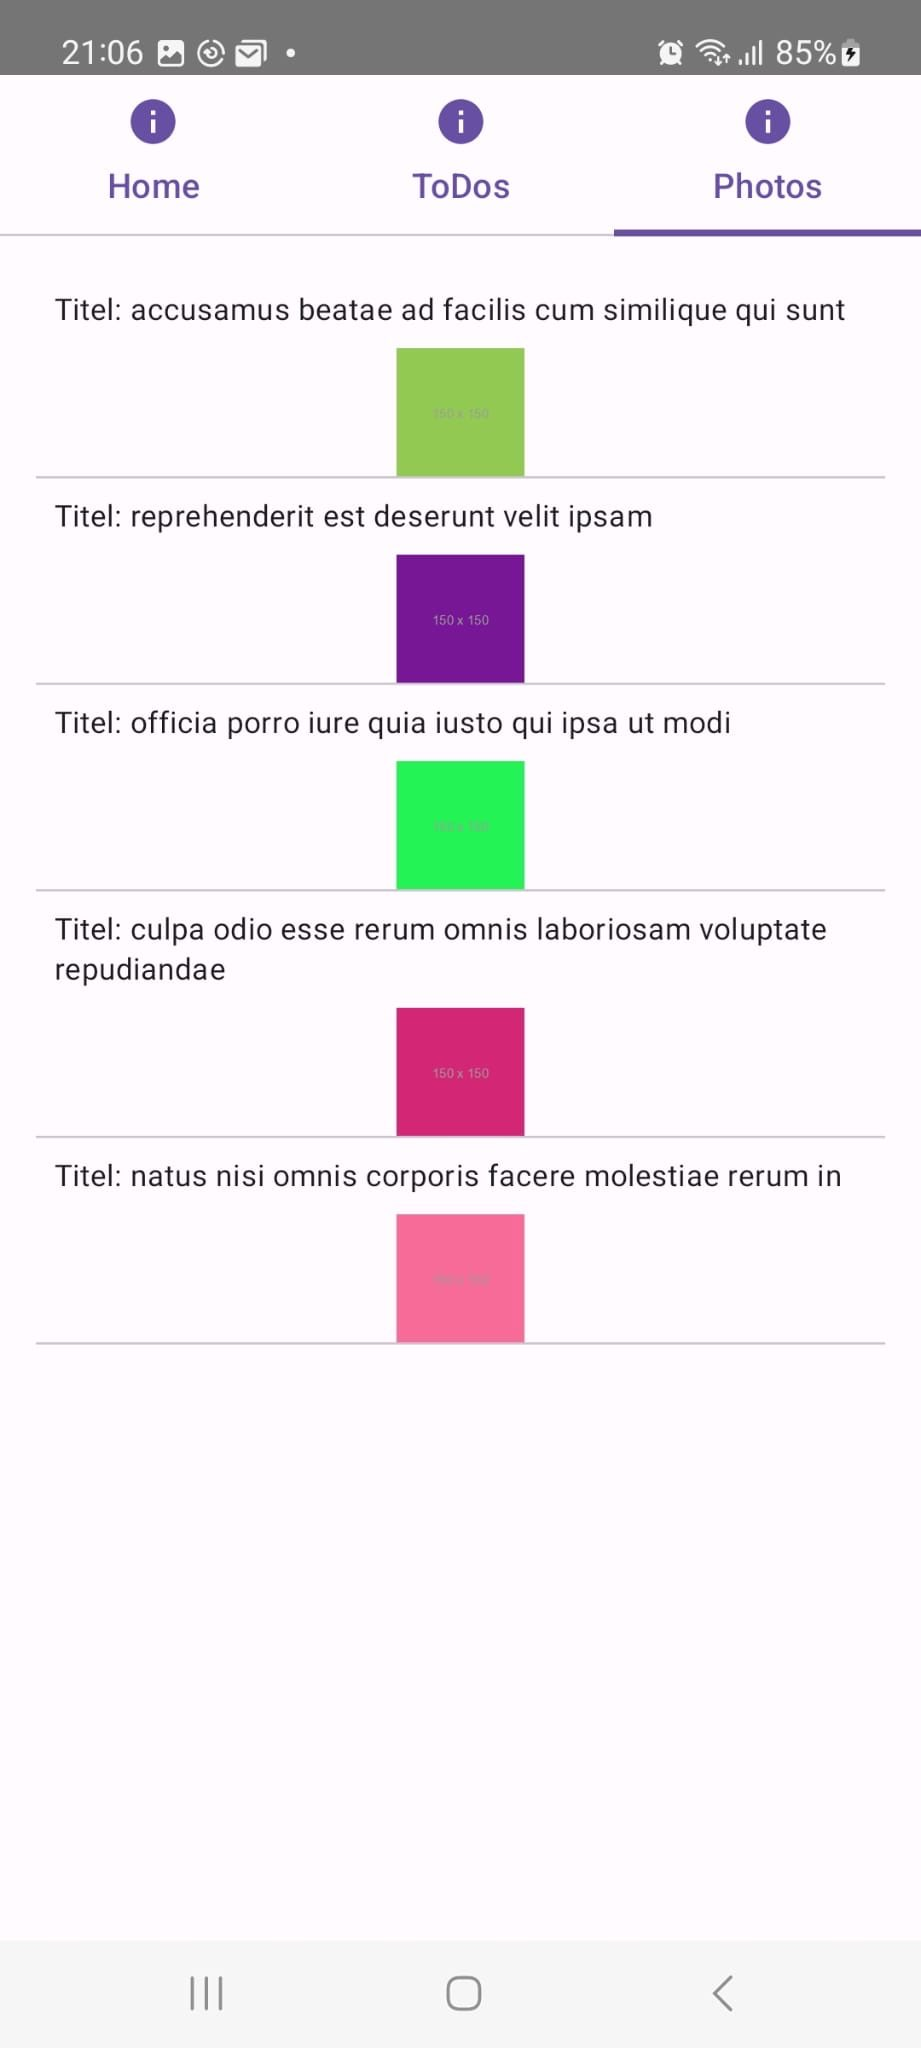 21:06
85%
Home
ToDos
Photos
Titel: accusamus beatae ad facilis cum similique qui sunt
150 x 150
Titel: reprehenderit est deserunt velit ipsam
150 x 150
Titel: officia porro iure quia iusto qui ipsa ut modi
150 x 150
Titel: culpa odio esse rerum omnis laboriosam voluptate
repudiandae
150 x 150
Titel: natus nisi omnis corporis facere molestiae rerum in